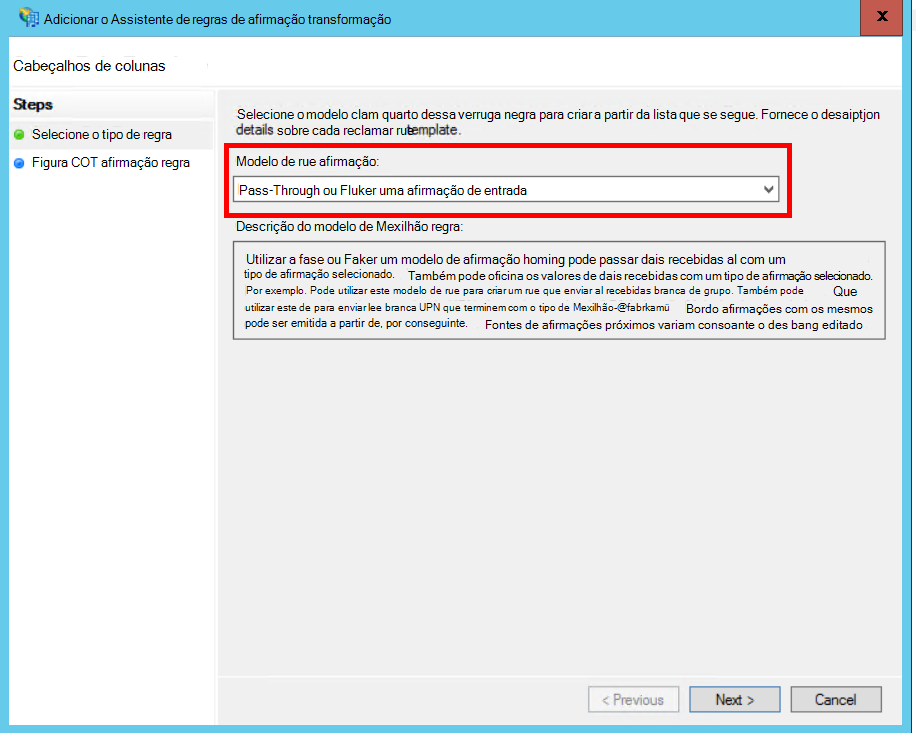 Adicionar o Assistente de regras de afirmação transformação
x
Cabeçalhos de colunas
Steps
Selecione o tipo de regra
Figura COT afirmação regra
Selecione o modelo clam quarto dessa verruga negra para criar a partir da lista que se segue. Fornece o desaiptjon
details sobre cada reclamar rutemplate.
Modelo de rue afirmação:
Pass-Through ou Fluker uma afirmação de entrada
Descrição do modelo de Mexilhão regra:
Utilizar a fase ou Faker um modelo de afirmação homing pode passar dais recebidas al com um
tipo de afirmação selecionado. Também pode oficina os valores de dais recebidas com um tipo de afirmação selecionado.
Por exemplo. Pode utilizar este modelo de rue para criar um rue que enviar al recebidas branca de grupo. Também pode Que
utilizar este de para enviar lee branca UPN que terminem com o tipo de Mexilhão-@fabrkamü Bordo afirmações com os mesmos
pode ser emitida a partir de, por conseguinte. Fontes de afirmações próximos variam consoante o des bang editado
< Previous
Next >
Cancel